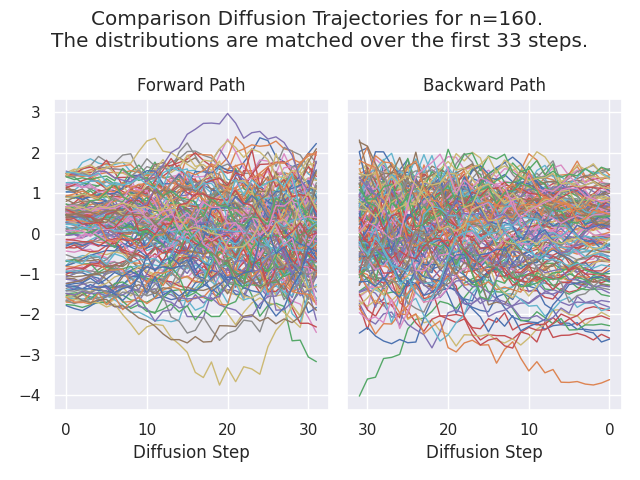 Comparison Diffusion Trajectories for n=160.
The distributions are matched over the first 33 steps.
Forward Path
Backward Path
3
2
1
0
−1
−2
−3
−4
0 10 20 30
30 20 10 0
Diffusion Step
Diffusion Step